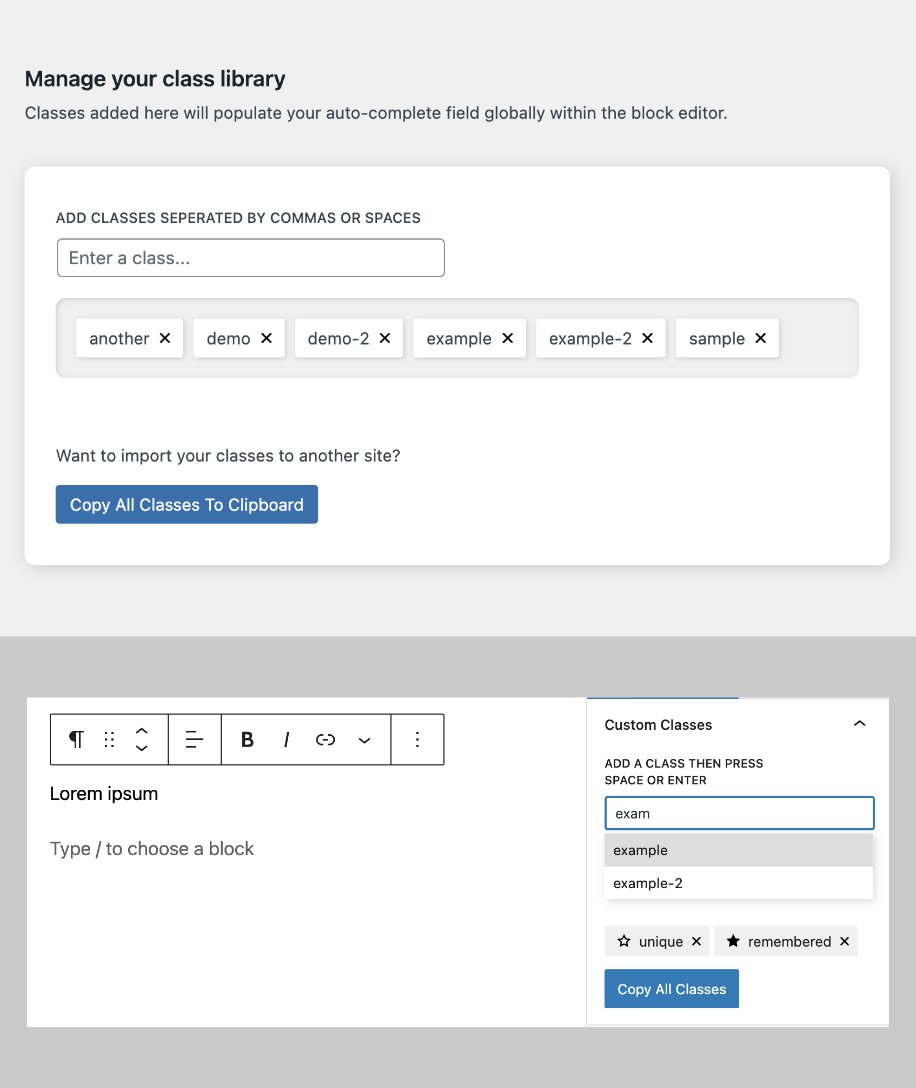 Manage your class library
Classes added here will populate your auto-complete field globally within the block editor.
ADD CLASSES SEPERATED BY COMMAS OR SPACES
Enter a class...
another ✕ demo ✕ demo-2 ✕ example ✕ example-2 ✕ sample ✕
Want to import your classes to another site?
Copy All Classes To Clipboard
¶ B I
Lorem ipsum
Type / to choose a block
Custom Classes
ADD A CLASS THEN PRESS
SPACE OR ENTER
exam
example
example-2
☆ unique ✕ ★ remembered ✕
Copy All Classes